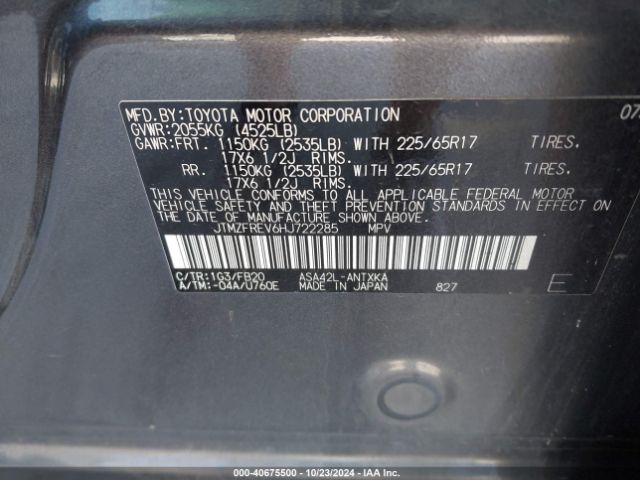 MFD.BY:TOYOTA MOTOR CORPORATION 07
GVWR:2055KG (4525LB)
GAWR:FRT. 1150KG (2535LB) WITH 225/65R17 TIRES.
17X6 1/2J RIMS.
RR. 1150KG (2535LB) WITH 225/65R17 TIRES.
17X6 1/2J RIMS.
THIS VEHICLE CONFORMS TO ALL APPLICABLE FEDERAL MOTOR
VEHICLE SAFETY AND THEFT PREVENTION STANDARDS IN EFFECT
ON THE DATE OF MANUFACTURE SHOWN ABOVE.
JTMZFREV6HJ722285 MPV
C/TR:1G3/FB20 ASA42L-ANTXKA
A/TM:-04A/U760E MADE IN JAPAN 827 E
000-40675500 - 10/23/2024 - IAA Inc.